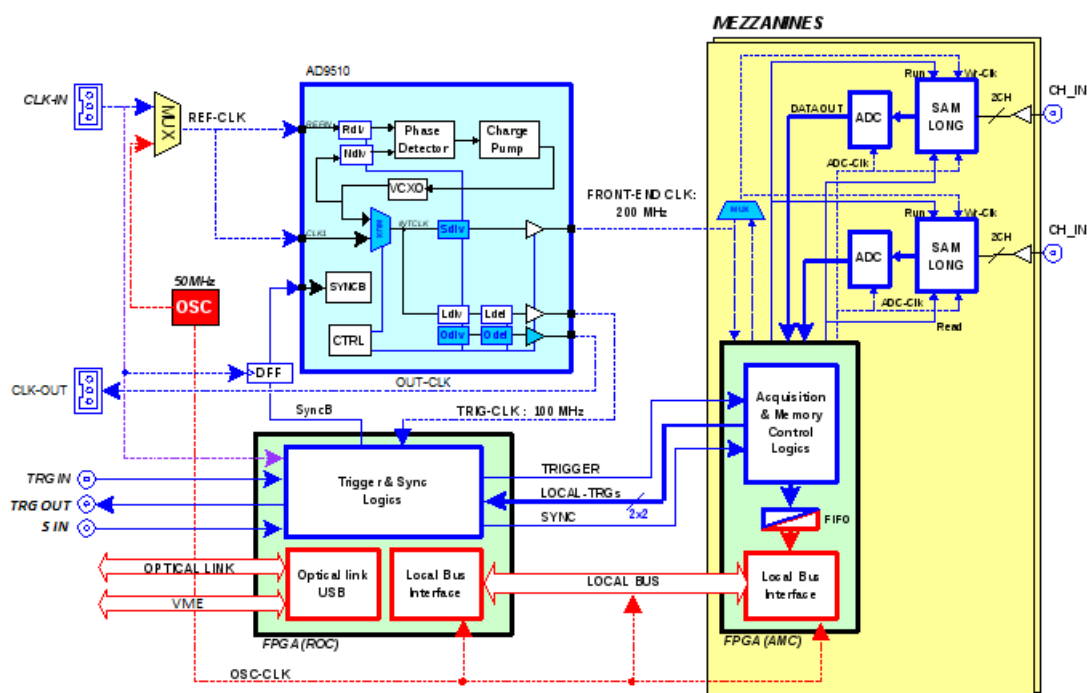 MEZZANINES
AD9510
CLK-IN
MUX
REF-CLK
REFIN
Rdiv
Ndiv
Phase
Detector
Charge
Pump
VCXO
CLK1
MUX
Sdiv
SYNCB
CTRL
Ldiv
Ldel
Odiv
Odel
FRONT-END CLK:
200 MHz
MUX
Run
Wr-Clk
CH_IN
DATAOUT
ADC
SAM
LONG
2CH
ADC-Clk
Run
Wr-Clk
CH_IN
ADC
SAM
LONG
2CH
ADC-Clk
Read
50MHz
OSC
DFF
CLK-OUT
OUT-CLK
SyncB
TRIG-CLK : 100 MHz
TRG IN
TRG OUT
S IN
Trigger & Sync
Logics
TRIGGER
LOCAL-TRGs
2x2
SYNC
Acquisition
& Memory
Control
Logics
FIFO
OPTICAL LINK
VME
Optical link
USB
Local Bus
Interface
LOCAL BUS
Local Bus
Interface
FPGA (ROC)
FPGA (AMC)
OSC-CLK